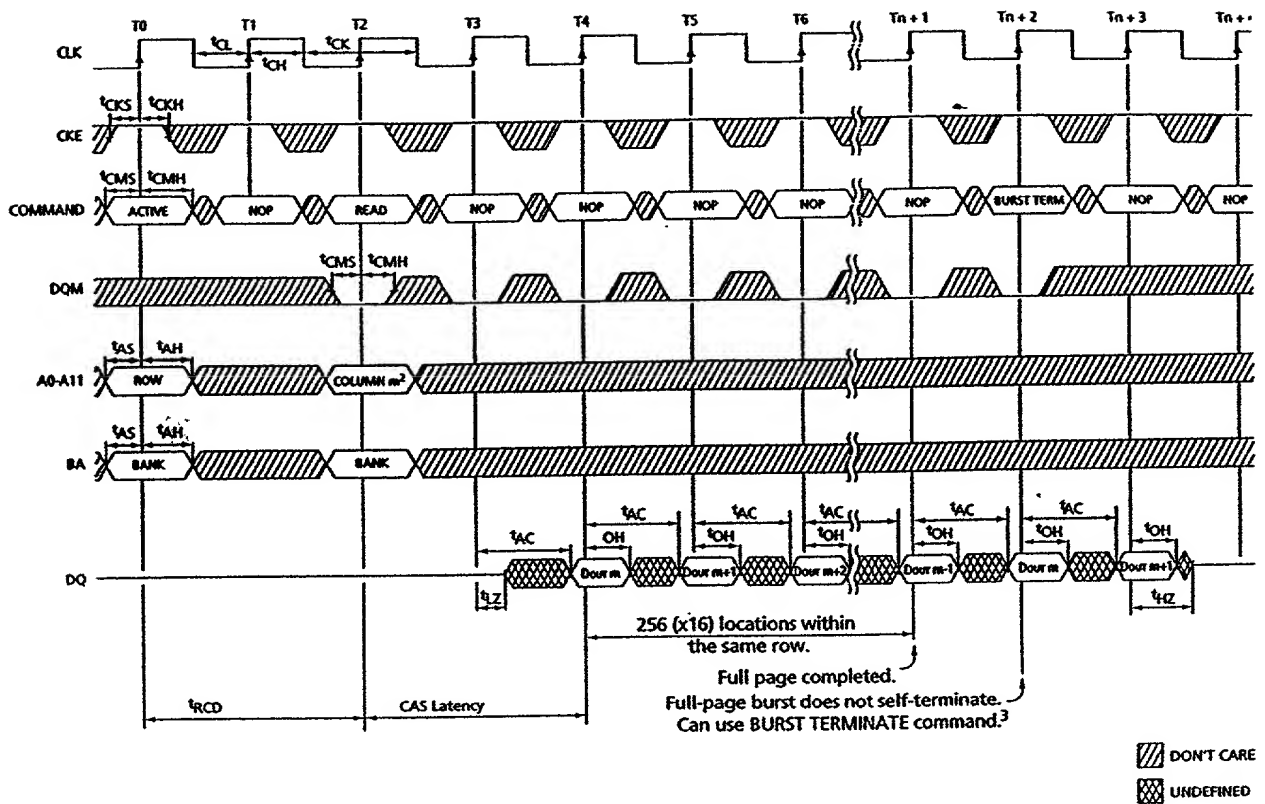 T0 T1 T2 T3 T4 T5 T6 Tn + 1 Tn + 2 Tn + 3
CLK tCL tCH tCK
tCKS tCKH
CKE
tCMS tCMH
COMMAND ACTIVE NOP READ NOP NOP NOP NOP NOP BURST TERM NOP NOP
tCMS tCMH
DQM
tAS tAH
A0-A11 ROW COLUMN m2
tAS tAH
BA BANK BANK
tAC tAC tAC tAC tAC tAC
tOH tOH tOH tOH tOH
OH
DQ DOUT m DOUT m+1 DOUT m+2 DOUT m-1 DOUT m DOUT m+1
tLZ tHZ
256 (x16) locations within
the same row.
Full page completed.
Full-page burst does not self-terminate.
Can use BURST TERMINATE command.3
tRCD CAS Latency
DON'T CARE
UNDEFINED